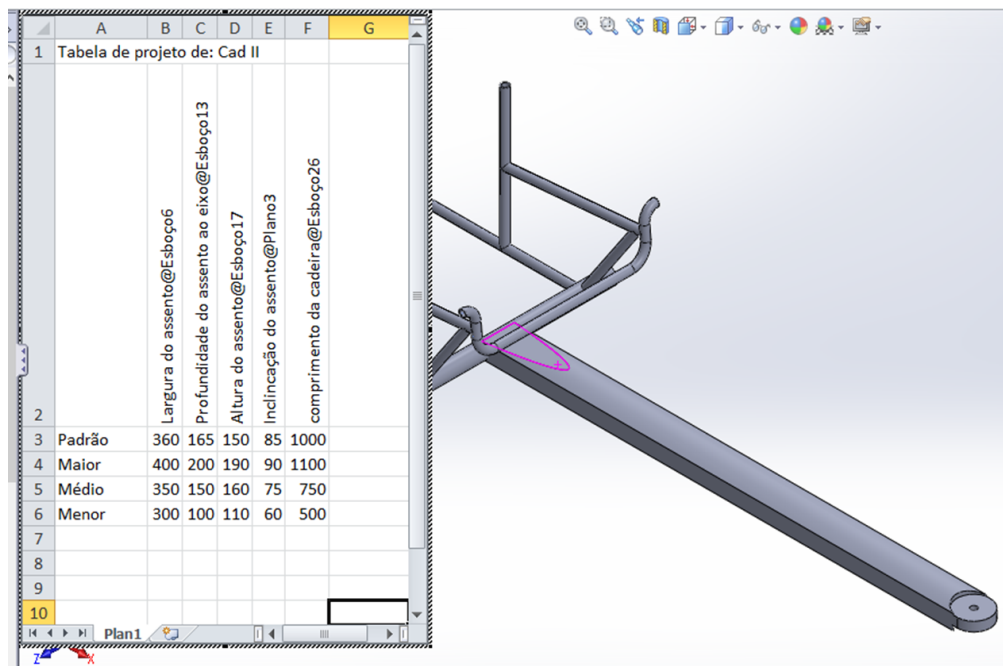 A B C D E F G
1 Tabela de projeto de: Cad II
2 Largura do assento@Esboço6 Profundidade do assento ao eixo@Esboço13 Altura do assento@Esboço17 Inclincação do assento@Plano3 comprimento da cadeira@Esboço26
3 Padrão 360 165 150 85 1000
4 Maior 400 200 190 90 1100
5 Médio 350 150 160 75 750
6 Menor 300 100 110 60 500
7
8
9
10
Plan1
Z X